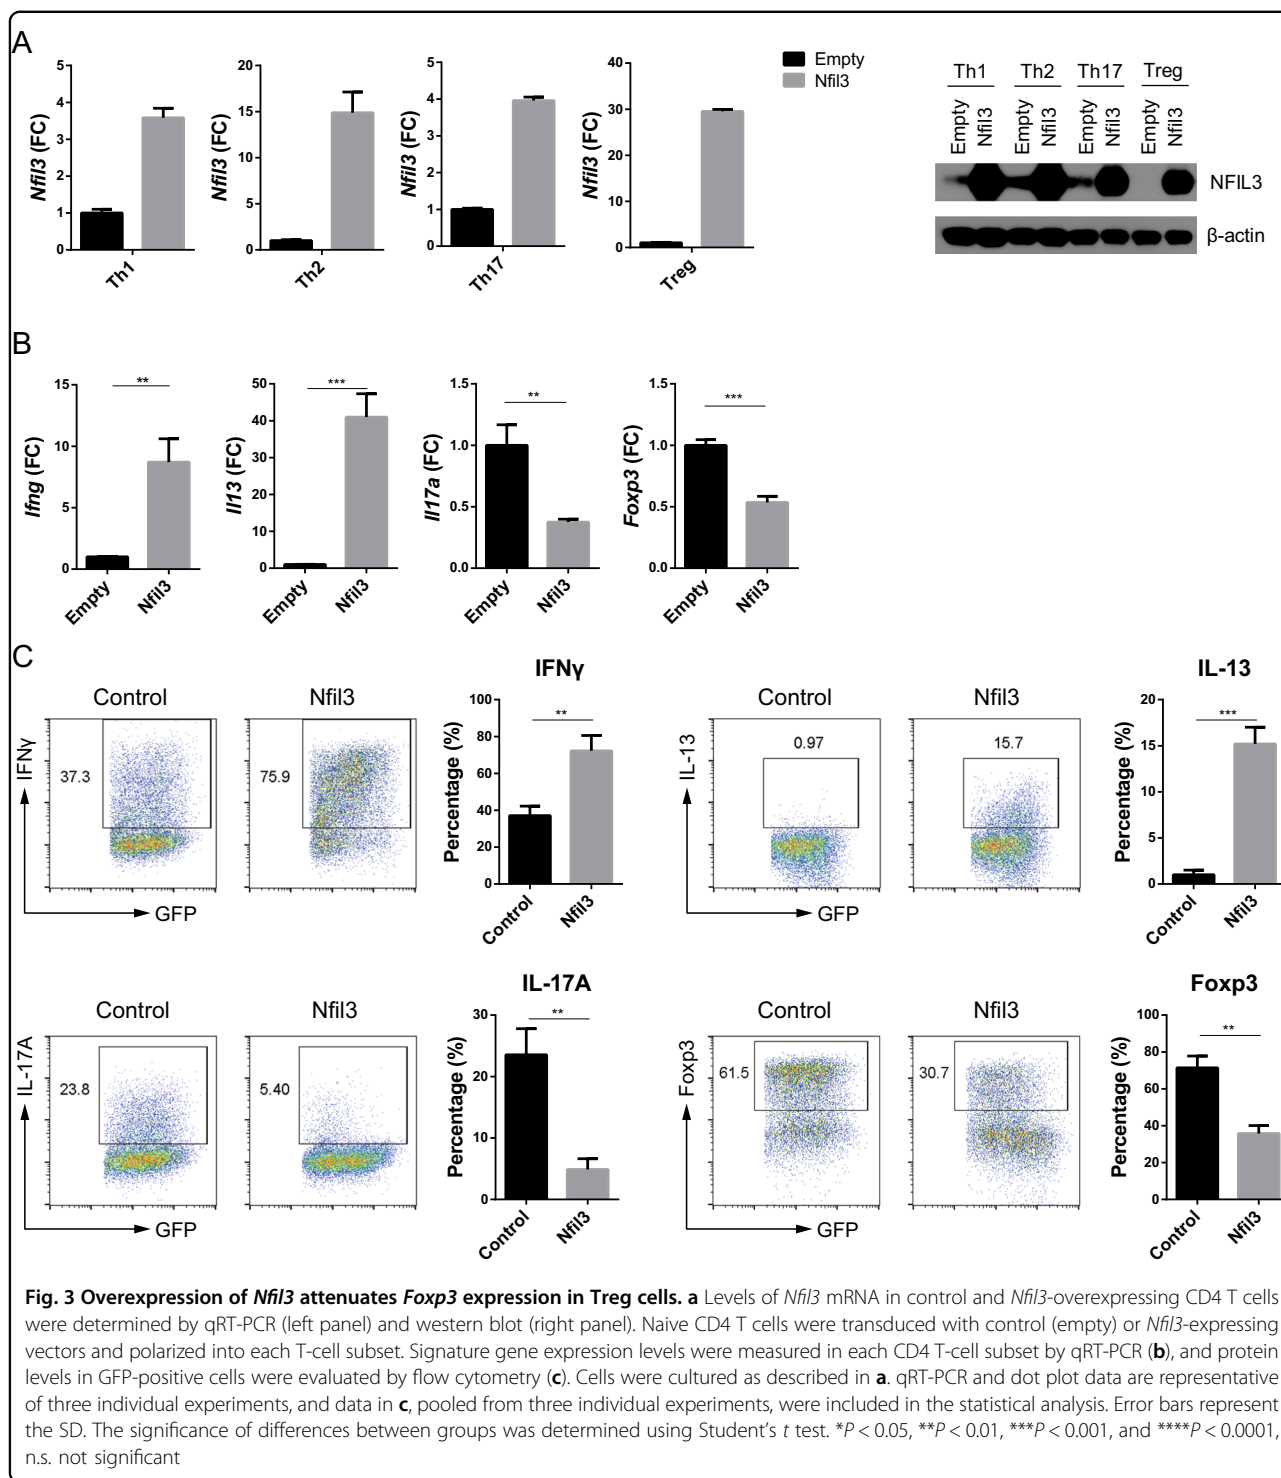 A
Empty
Nfil3
Nfil3 (FC)
5
4
3
2
1
0
Th1
Nfil3 (FC)
20
15
10
5
0
Th2
Nfil3 (FC)
5
4
3
2
1
0
Th17
Nfil3 (FC)
40
30
20
10
0
Treg
Th1 Th2 Th17 Treg
Empty Nfil3 Empty Nfil3 Empty Nfil3 Empty Nfil3
NFIL3
β-actin
B
Ifng (FC)
15
10
5
0
**
Empty Nfil3
Il13 (FC)
50
40
30
20
10
0
***
Empty Nfil3
Il17a (FC)
1.5
1.0
0.5
0.0
**
Empty Nfil3
Foxp3 (FC)
1.5
1.0
0.5
0.0
***
Empty Nfil3
C
Control Nfil3
IFNγ
37.3 75.9
GFP
IFNγ
Percentage (%)
100
80
60
40
20
0
**
Control Nfil3
Control Nfil3
IL-13
0.97 15.7
GFP
IL-13
Percentage (%)
20
15
10
5
0
***
Control Nfil3
Control Nfil3
IL-17A
23.8 5.40
GFP
IL-17A
Percentage (%)
30
20
10
0
**
Control Nfil3
Control Nfil3
Foxp3
61.5 30.7
GFP
Foxp3
Percentage (%)
100
80
60
40
20
0
**
Control Nfil3
Fig. 3 Overexpression of Nfil3 attenuates Foxp3 expression in Treg cells. a Levels of Nfil3 mRNA in control and Nfil3-overexpressing CD4 T cells
were determined by qRT-PCR (left panel) and western blot (right panel). Naive CD4 T cells were transduced with control (empty) or Nfil3-expressing
vectors and polarized into each T-cell subset. Signature gene expression levels were measured in each CD4 T-cell subset by qRT-PCR (b), and protein
levels in GFP-positive cells were evaluated by flow cytometry (c). Cells were cultured as described in a. qRT-PCR and dot plot data are representative
of three individual experiments, and data in c, pooled from three individual experiments, were included in the statistical analysis. Error bars represent
the SD. The significance of differences between groups was determined using Student's t test. *P < 0.05, **P < 0.01, ***P < 0.001, and ****P < 0.0001,
n.s. not significant